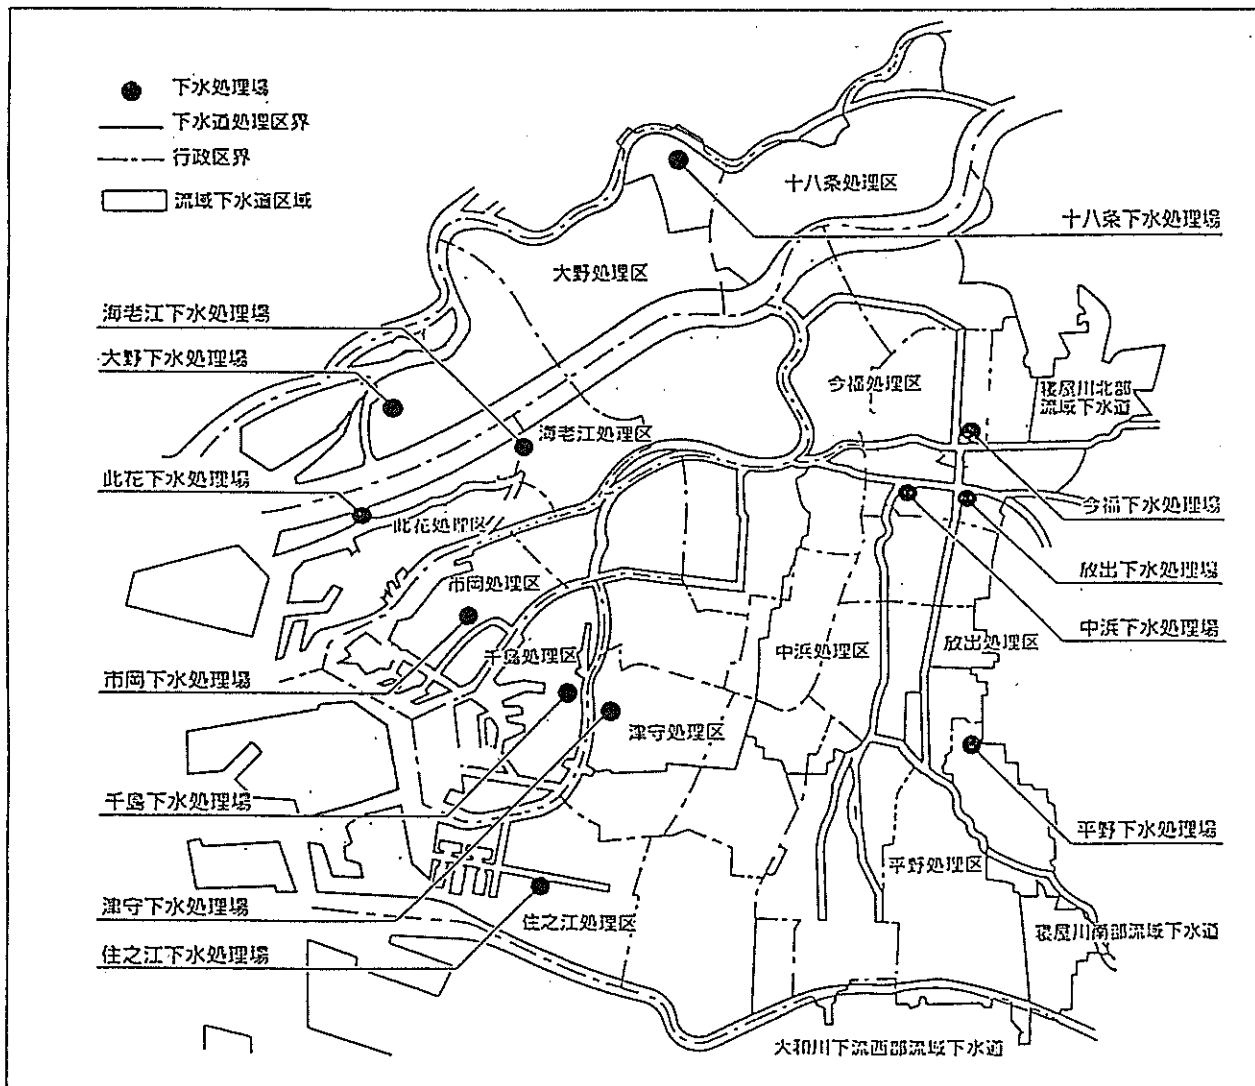 下水処理場
下水道処理区界
行政区界
流域下水道区域
十八条処理区
十八条下水処理場
大野処理区
海老江下水処理場
大野下水処理場
今福処理区
寝屋川北部
流域下水道
海老江処理区
此花下水処理場
此花処理区
今福下水処理場
市岡処理区
放出下水処理場
中浜下水処理場
千島処理区
中浜処理区
放出処理区
市岡下水処理場
津守処理区
千島下水処理場
平野下水処理場
平野処理区
津守下水処理場
住之江処理区
寝屋川南部流域下水道
住之江下水処理場
大和川下流西部流域下水道